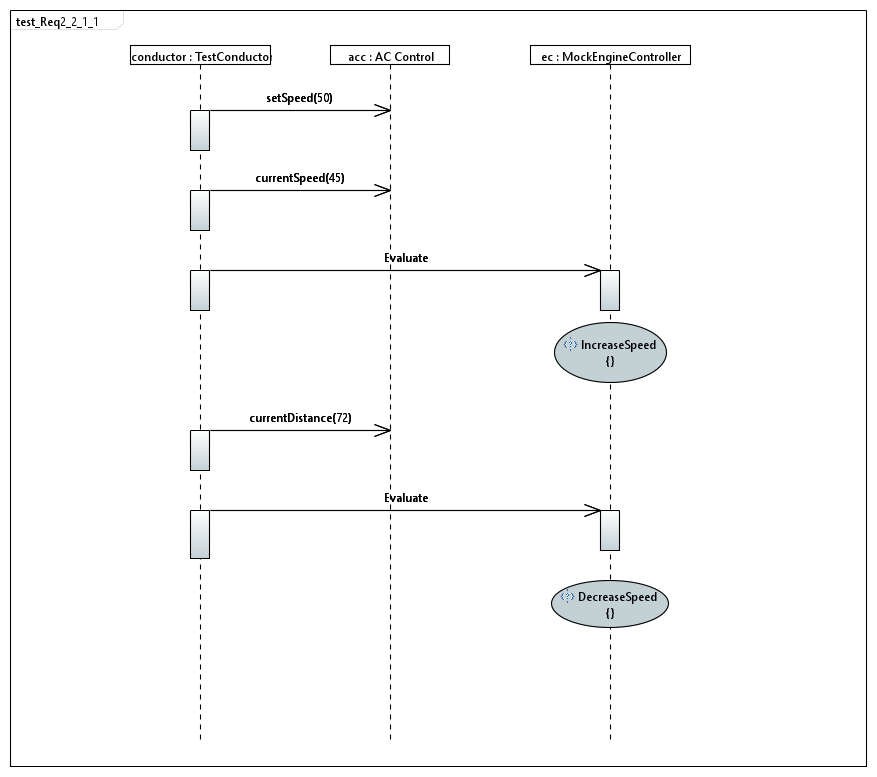 test_Req2_2_1_1
conductor : TestConductor
acc : AC Control
ec : MockEngineController
setSpeed(50)
currentSpeed(45)
Evaluate
IncreaseSpeed
{}
currentDistance(72)
Evaluate
DecreaseSpeed
{}